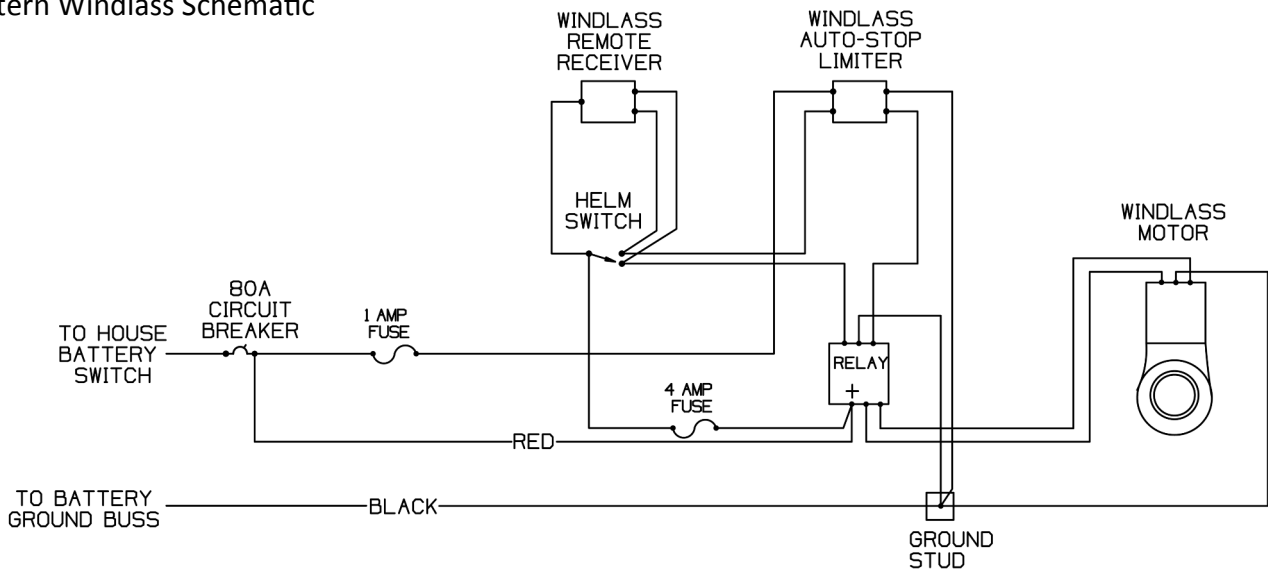 tern Windlass Schematic
WINDLASS
REMOTE
RECEIVER
WINDLASS
AUTO-STOP
LIMITER
HELM
SWITCH
WINDLASS
MOTOR
80A
CIRCUIT
BREAKER
1 AMP
FUSE
TO HOUSE
BATTERY
SWITCH
RELAY
+
4 AMP
FUSE
RED
TO BATTERY
GROUND BUSS
BLACK
GROUND
STUD